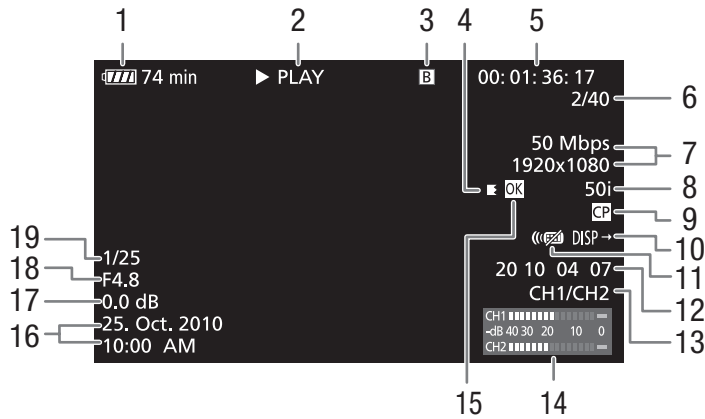 1 2 3 4 5
74 min PLAY B 00: 01: 36: 17
2/40 6
50 Mbps
1920x1080 7
OK 50i 8
CP 9
DISP→ 10
11
19 1/25 20 10 04 07 12
18 F4.8 CH1/CH2 13
17 0.0 dB
16 25. Oct. 2010
10:00 AM
CH1
-dB 40 30 20 10 0
CH2
15 14